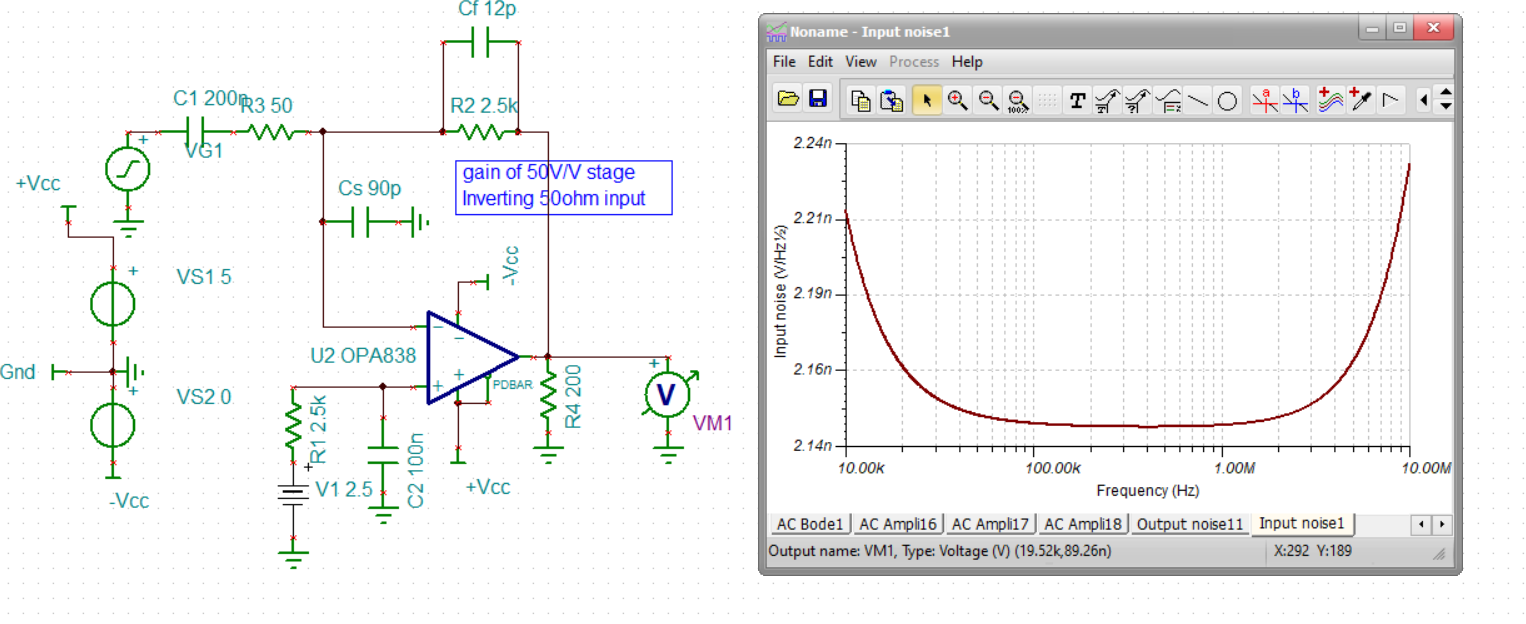 Cf 12p
C1 200n
R3 50
R2 2.5k
VG1
+
gain of 50V/V stage
Inverting 50ohm input
+Vcc
Cs 90p
-Vcc
+
VS1 5
U2 OPA838
PDBAR
+
V
VM1
Gnd
+
VS2 0
R1 2.5k
R4 200
+
V1 2.5
C2 100n
+Vcc
-Vcc
Noname - Input noise1
File Edit View Process Help
T
100%
a
b
2.24n
2.21n
2.19n
2.16n
2.14n
Input noise (V/Hz½)
10.00k 100.00k 1.00M 10.00M
Frequency (Hz)
AC Bode1 AC Ampli16 AC Ampli17 AC Ampli18 Output noise11 Input noise1
Output name: VM1, Type: Voltage (V) (19.52k,89.26n) X:292 Y:189